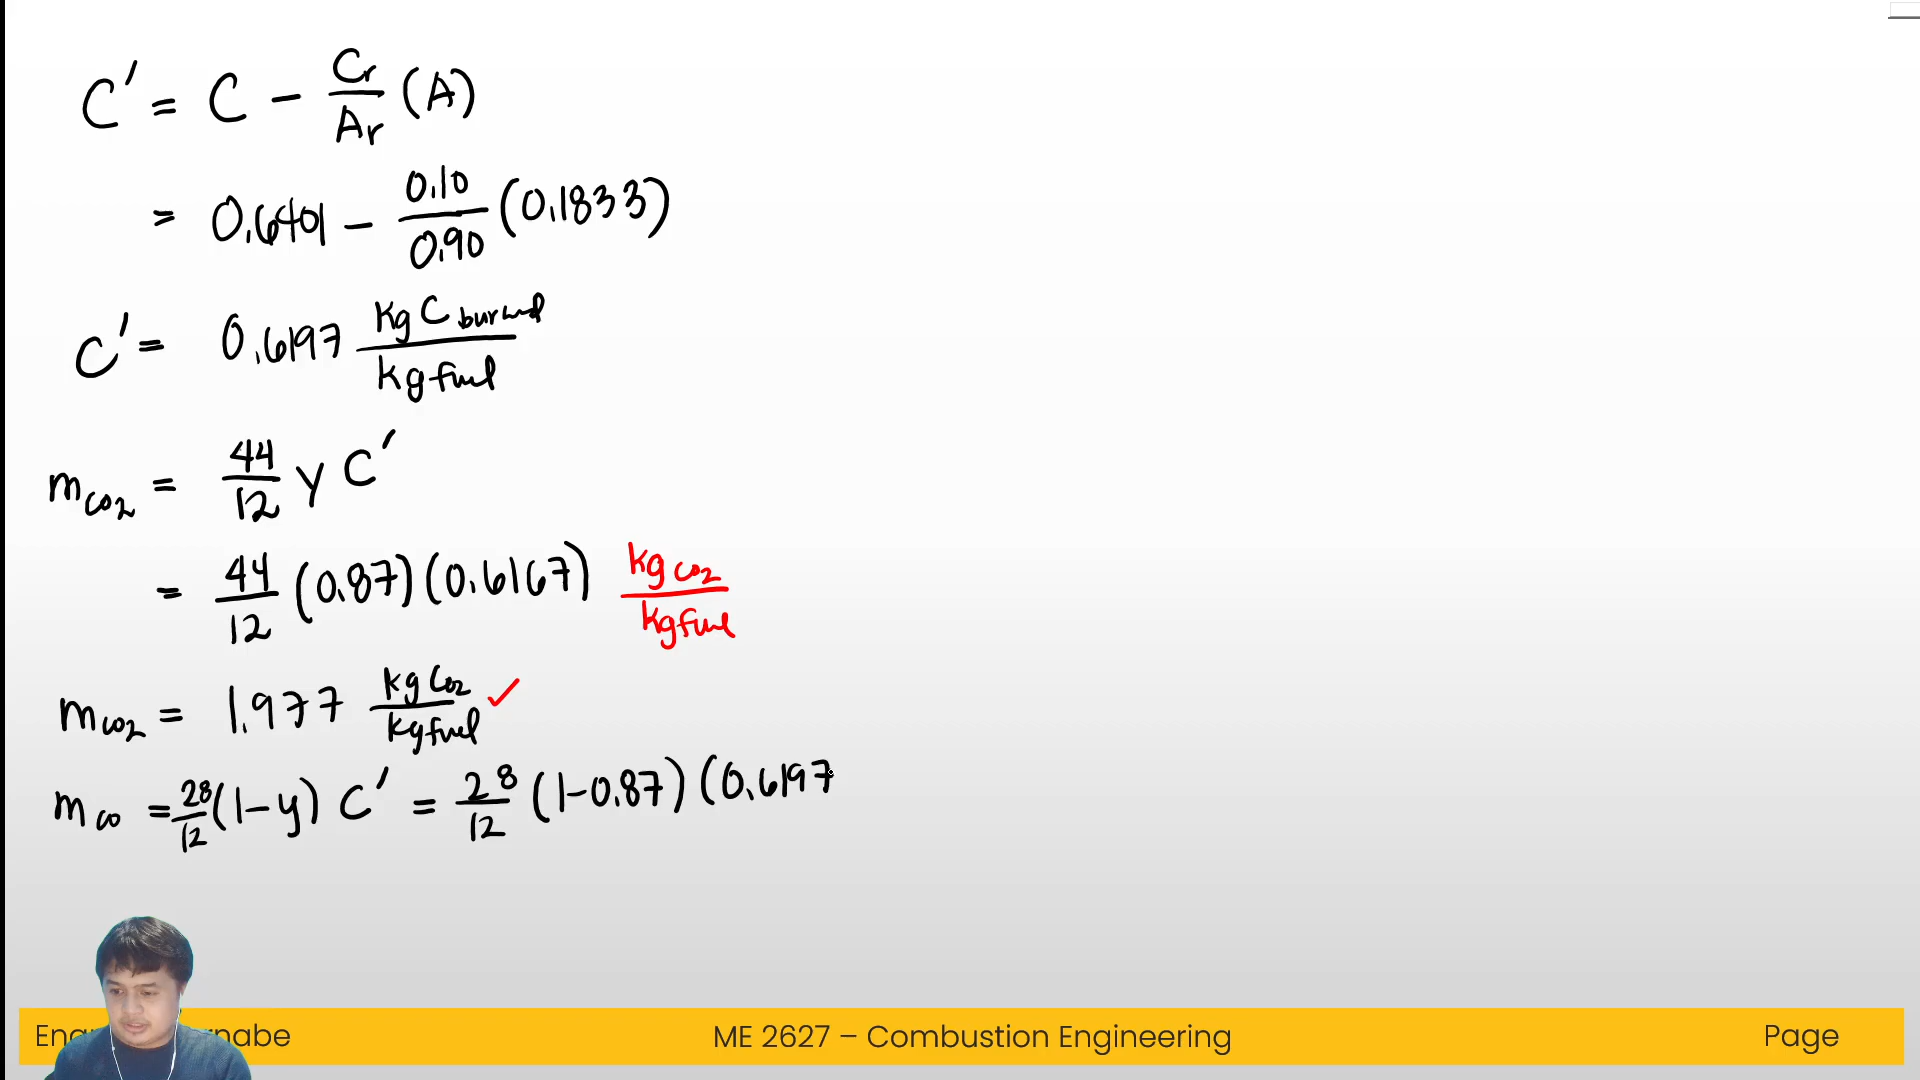 C' = C - Cr/Ar (A)
= 0.6401 - 0.10/0.90 (0.1833)
C' = 0.6197 kg C burned/kg fuel
mCO2 = 44/12 y C'
= 44/12 (0.87)(0.6167) kg CO2/kg fuel
mCO2 = 1.977 kg CO2/kg fuel ✓
mCO = 28/12 (1-y) C' = 28/12 (1-0.87) (0.6197
ME 2627 – Combustion Engineering
Page